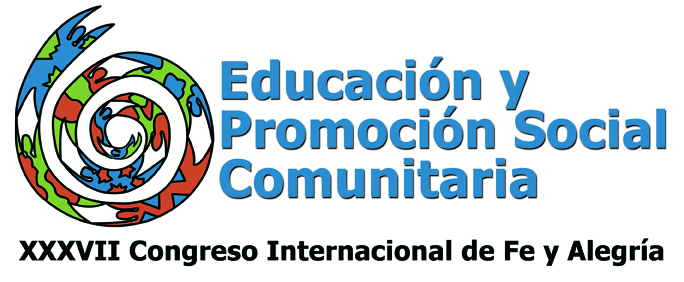 Educación y
Promoción Social
Comunitaria
XXXVII Congreso Internacional de Fe y Alegría